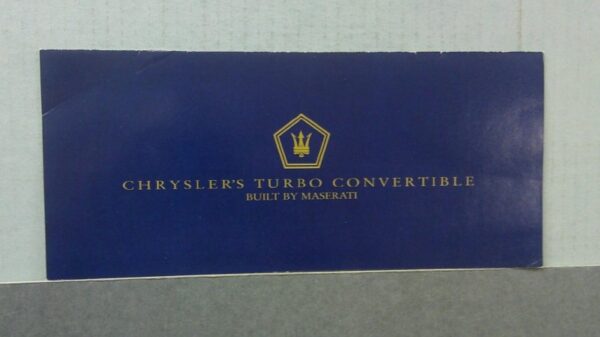 CHRYSLER'S TURBO CONVERTIBLE
BUILT BY MASERATI